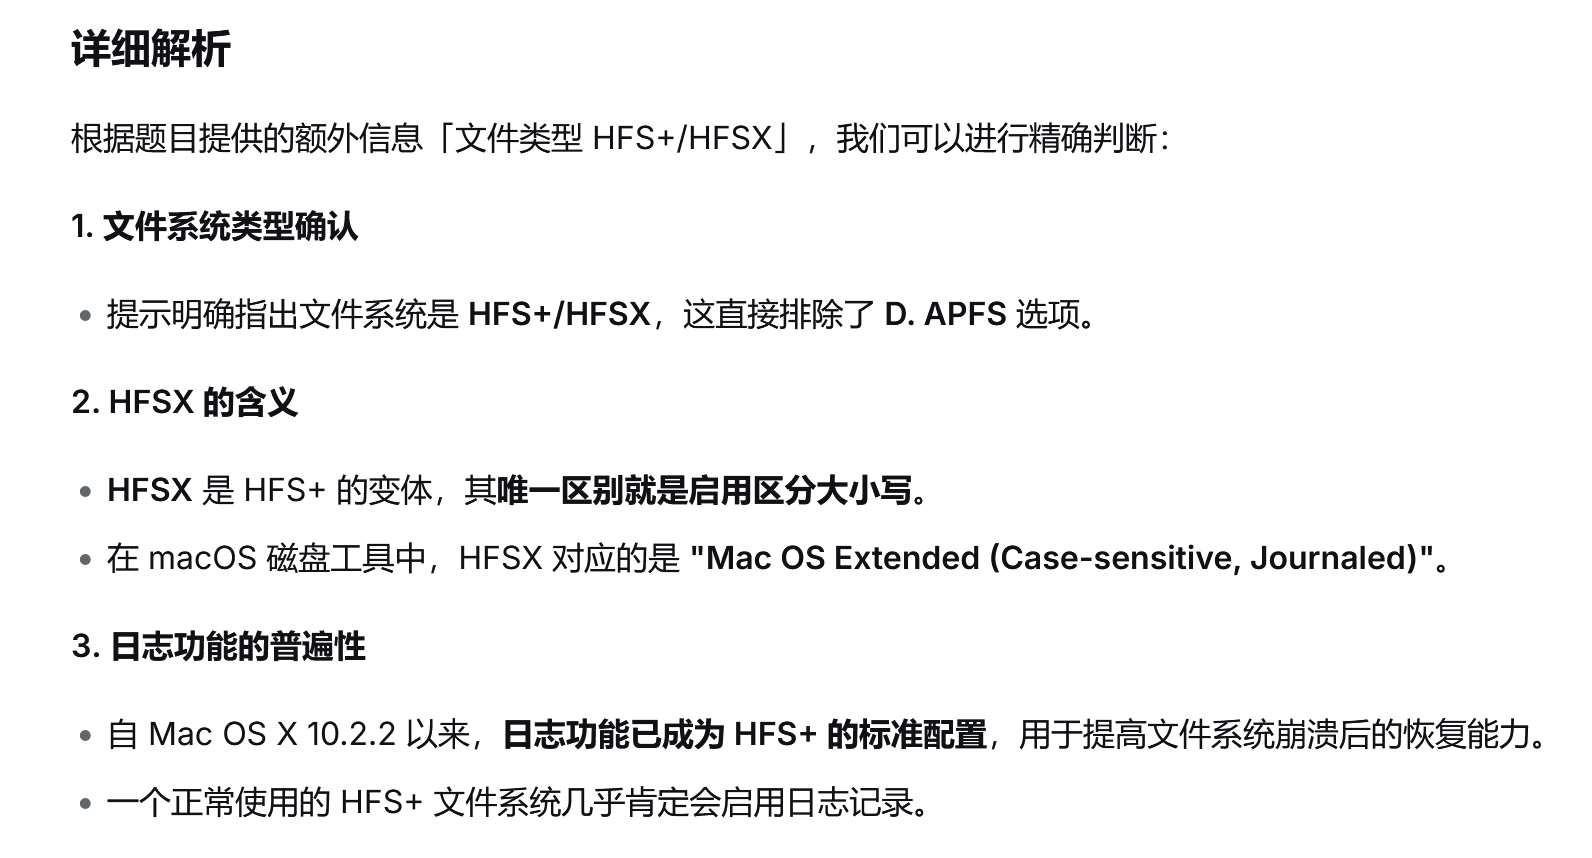 详细解析
根据题目提供的额外信息「文件类型 HFS+/HFSX」，我们可以进行精确判断：
1. 文件系统类型确认
• 提示明确指出文件系统是 HFS+/HFSX，这直接排除了 D. APFS 选项。
2. HFSX 的含义
• HFSX 是 HFS+ 的变体，其唯一区别就是启用区分大小写。
• 在 macOS 磁盘工具中，HFSX 对应的是 "Mac OS Extended (Case-sensitive, Journaled)"。
3. 日志功能的普遍性
• 自 Mac OS X 10.2.2 以来，日志功能已成为 HFS+ 的标准配置，用于提高文件系统崩溃后的恢复能力。
• 一个正常使用的 HFS+ 文件系统几乎肯定会启用日志记录。